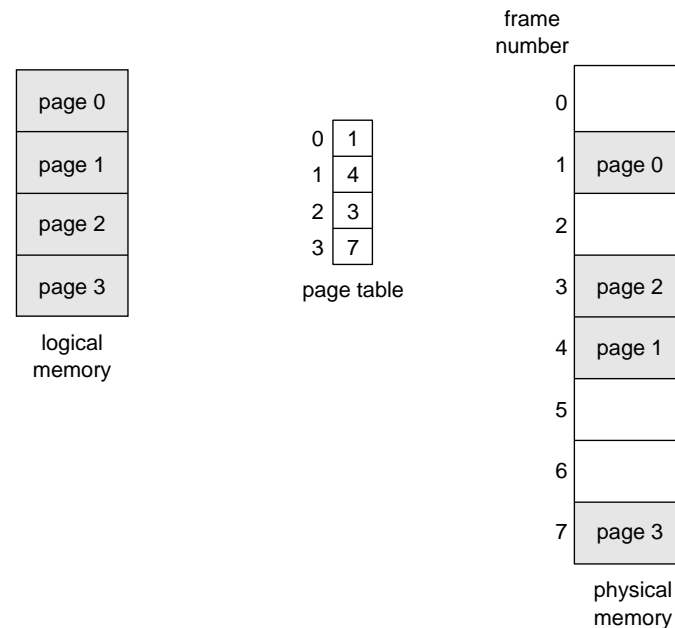 page 0
page 1
page 2
page 3
logical
memory
0 1
1 4
2 3
3 7
page table
frame
number
0
1 page 0
2
3 page 2
4 page 1
5
6
7 page 3
physical
memory